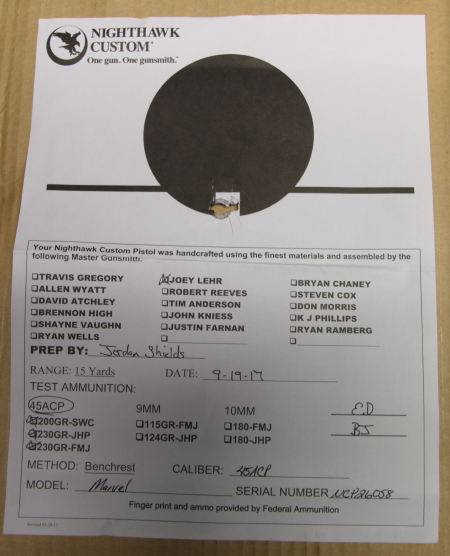 NIGHTHAWK
CUSTOM
One gun. One gunsmith.™
Your Nighthawk Custom Pistol was handcrafted using the finest materials and assembled by the
following Master Gunsmith:
☐TRAVIS GREGORY ☑JOEY LEHR ☐BRYAN CHANEY
☐ALLEN WYATT ☐ROBERT REEVES ☐STEVEN COX
☐DAVID ATCHLEY ☐TIM ANDERSON ☐DON MORRIS
☐BRENNON HIGH ☐JOHN KNIESS ☐K J PHILLIPS
☐SHAYNE VAUGHN ☐JUSTIN FARNAN ☐RYAN RAMBERG
☐RYAN WELLS ☐ ☐
PREP BY: Jordan Shields
RANGE: 15 Yards DATE: 9-19-17
TEST AMMUNITION:
45ACP 9MM 10MM E.D
☑200GR-SWC ☐115GR-FMJ ☐180-FMJ BJ
☑230GR-JHP ☐124GR-JHP ☐180-JHP
☑230GR-FMJ
METHOD: Benchrest CALIBER: 45ACP
MODEL: Marvel SERIAL NUMBER NCP26058
Finger print and ammo provided by Federal Ammunition